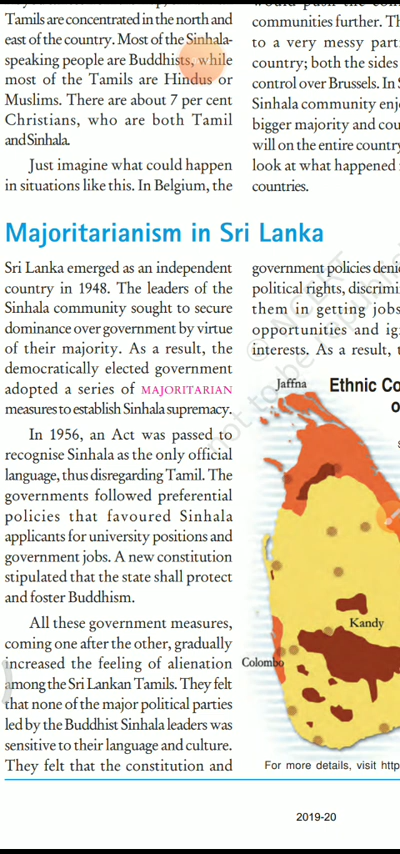 Tamils are concentrated in the north and
east of the country. Most of the Sinhala-
speaking people are Buddhists, while
most of the Tamils are Hindus or
Muslims. There are about 7 per cent
Christians, who are both Tamil
and Sinhala.
Just imagine what could happen
in situations like this. In Belgium, the
communities further. Th
to a very messy parti
country; both the sides
control over Brussels. In S
Sinhala community enj
bigger majority and cou
will on the entire country
look at what happened i
countries.
Majoritarianism in Sri Lanka
Sri Lanka emerged as an independent
country in 1948. The leaders of the
Sinhala community sought to secure
dominance over government by virtue
of their majority. As a result, the
democratically elected government
adopted a series of MAJORITARIAN
measures to establish Sinhala supremacy.
In 1956, an Act was passed to
recognise Sinhala as the only official
language, thus disregarding Tamil. The
governments followed preferential
policies that favoured Sinhala
applicants for university positions and
government jobs. A new constitution
stipulated that the state shall protect
and foster Buddhism.
All these government measures,
coming one after the other, gradually
increased the feeling of alienation
among the Sri Lankan Tamils. They felt
that none of the major political parties
led by the Buddhist Sinhala leaders was
sensitive to their language and culture.
They felt that the constitution and
government policies denie
political rights, discrimi
them in getting jobs
opportunities and ig
interests. As a result, t
© NCERT
not to be republish
Ethnic Co
o
Jaffna
Kandy
Colombo
For more details, visit http
2019-20